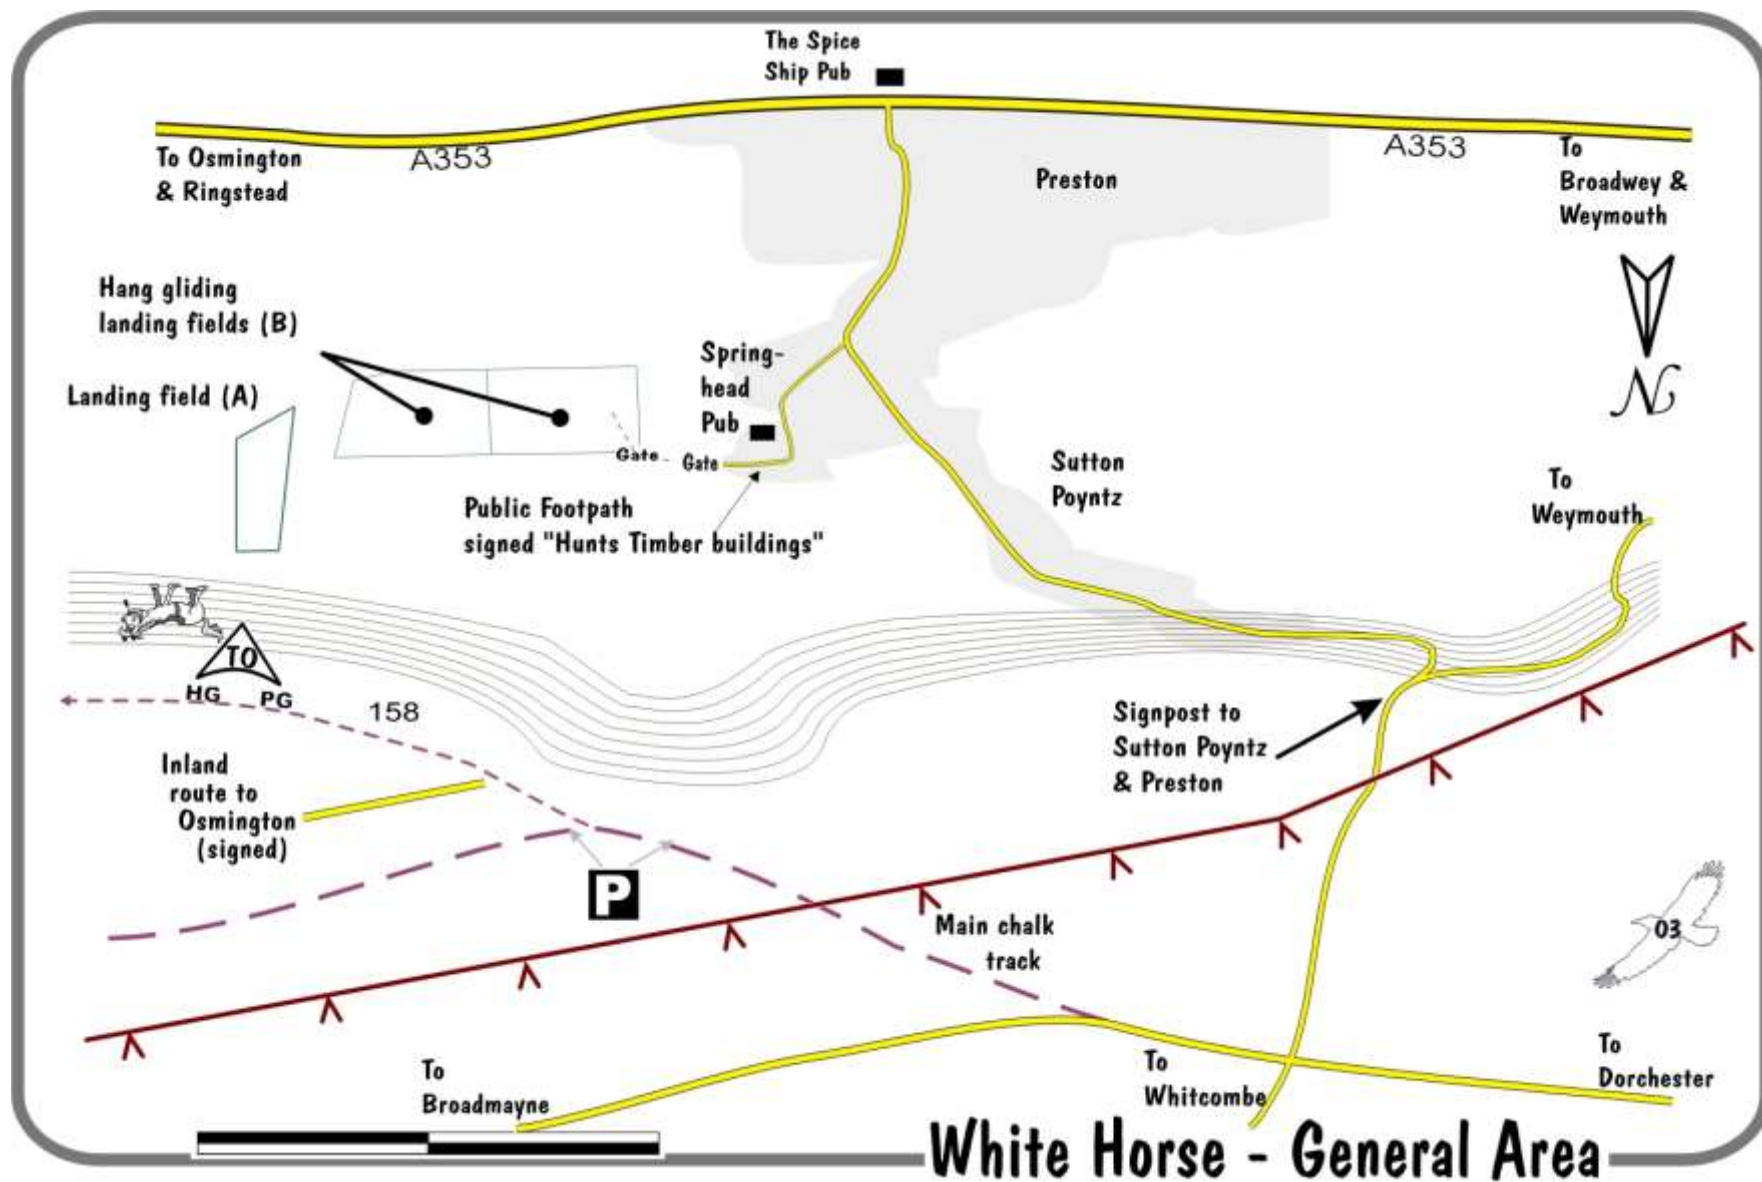 The Spice
Ship Pub
A353
A353
To Osmington
& Ringstead
To
Broadwey &
Weymouth
Preston
Hang gliding
landing fields (B)
Landing field (A)
Spring-
head
Pub
Gate
Gate
N
Sutton
Poyntz
To
Weymouth
Public Footpath
signed "Hunts Timber buildings"
TO
HG
PG
158
Signpost to
Sutton Poyntz
& Preston
Inland
route to
Osmington
(signed)
P
Main chalk
track
03
To
Broadmayne
To
Whitcombe
To
Dorchester
White Horse - General Area